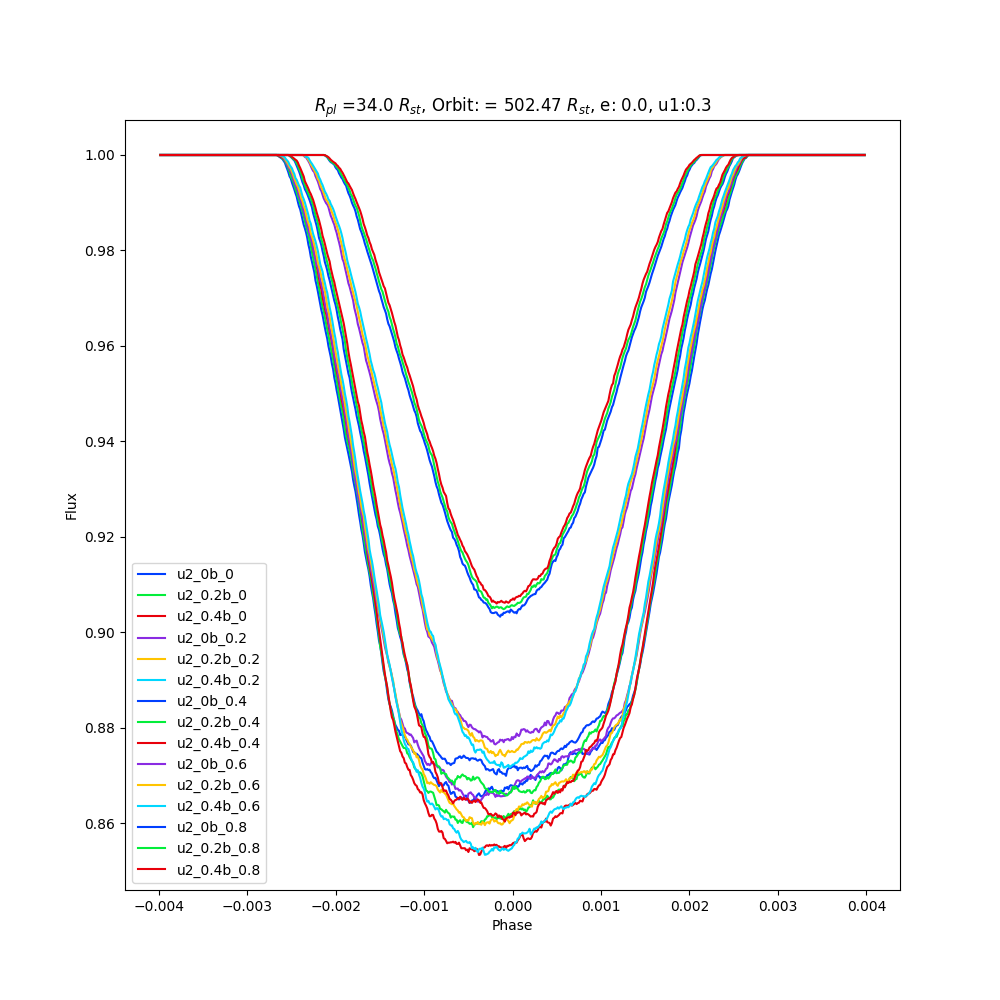 R_pl =34.0 R_st, Orbit: = 502.47 R_st, e: 0.0, u1:0.3
1.00
0.98
0.96
0.94
0.92
0.90
0.88
0.86
Flux
u2_0b_0
u2_0.2b_0
u2_0.4b_0
u2_0b_0.2
u2_0.2b_0.2
u2_0.4b_0.2
u2_0b_0.4
u2_0.2b_0.4
u2_0.4b_0.4
u2_0b_0.6
u2_0.2b_0.6
u2_0.4b_0.6
u2_0b_0.8
u2_0.2b_0.8
u2_0.4b_0.8
−0.004 −0.003 −0.002 −0.001 0.000 0.001 0.002 0.003 0.004
Phase